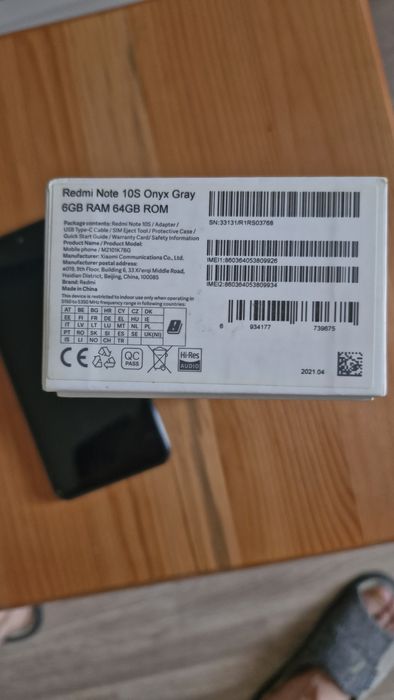 Redmi Note 10S Onyx Gray
6GB RAM 64GB ROM
Package contents: Redmi Note 10S / Adapter /
USB Type-C Cable / SIM Eject Tool / Protective Case /
Quick Start Guide / Warranty Card/ Safety Information
Product Name / Product Model:
Mobile phone / M2101K7BG
Manufacturer: Xiaomi Communications Co., Ltd.
Manufacturer postal address:
#019, 9th Floor, Building 6, 33 Xi'erqi Middle Road,
Haidian District, Beijing, China, 100085
Brand: Redmi
Made in China
This device is restricted to indoor use only when operating in
5150 to 5350 MHz frequency range in following countries:
AT BE BG HR CY CZ DK
EE FI FR DE EL HU IE
IT LV LT LU MT NL PL
PT RO SK SI ES SE UK(NI)
IS LI NO CH TR
CE
QC
PASS
Hi-Res
AUDIO
SN:33131/R1RS03768
IMEI1:860364053809926
IMEI2:860364053809934
6 934177 739675
2021.04